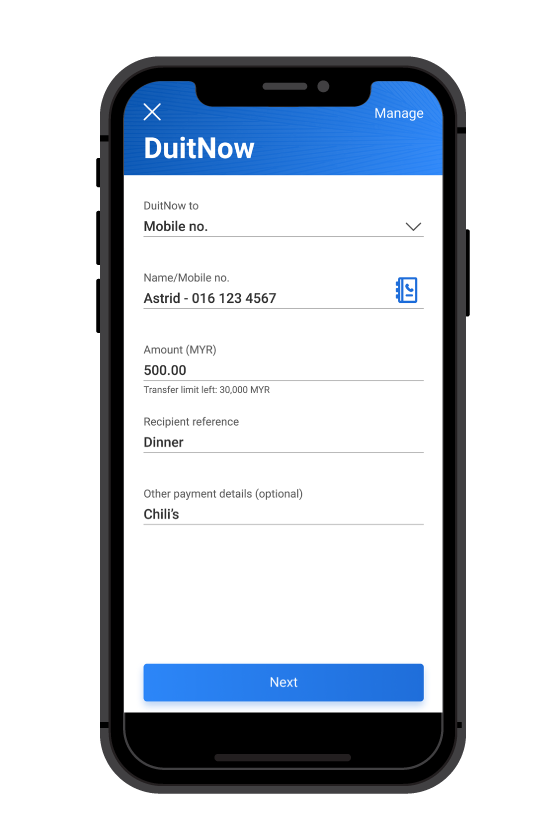 Manage
DuitNow
DuitNow to
Mobile no.
Name/Mobile no.
Astrid - 016 123 4567
Amount (MYR)
500.00
Transfer limit left: 30,000 MYR
Recipient reference
Dinner
Other payment details (optional)
Chili’s
Next